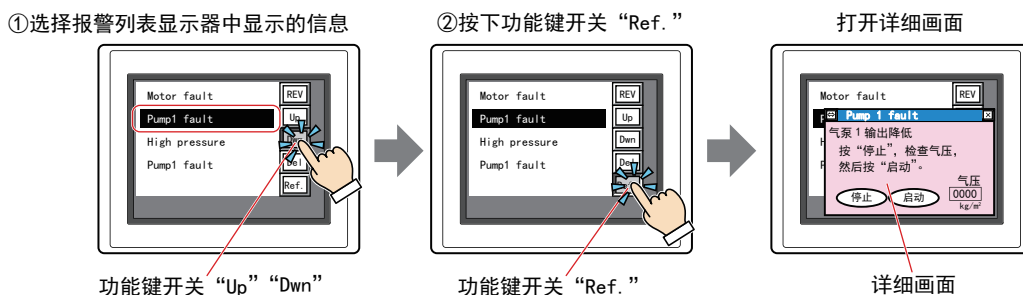 ①选择报警列表显示器中显示的信息
Motor fault
Pump1 fault
High pressure
Pump1 fault
REV
Up
Del
Ref.
功能键开关“Up”“Dwn”
②按下功能键开关“Ref.”
Motor fault
Pump1 fault
High pressure
Pump1 fault
REV
Up
Dwn
Del
功能键开关“Ref.”
打开详细画面
Motor fault
REV
Pump 1 fault
气泵 1 输出降低
按“停止”，检查气压，
然后按“启动”。
气压
停止
启动
0000
kg/m²
详细画面